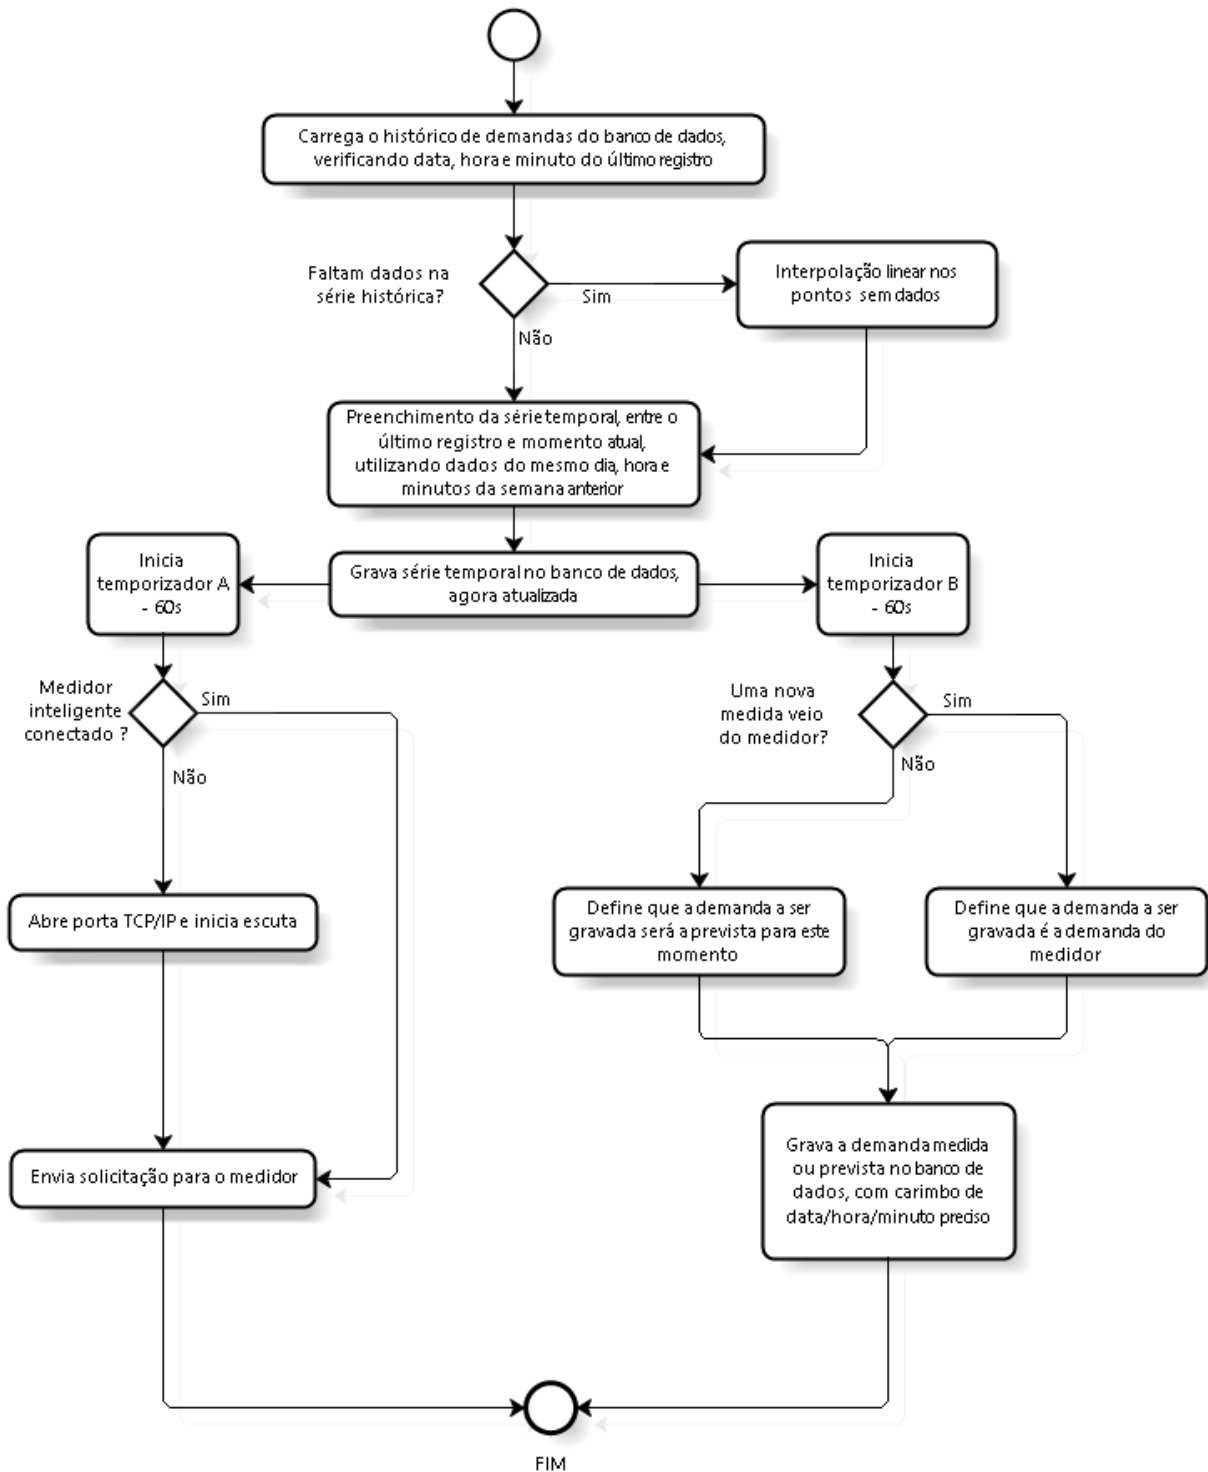 Carrega o histórico de demandas do banco de dados,
verificando data, hora e minuto do último registro
Faltam dados na
série histórica?
Sim
Interpolação linear nos
pontos sem dados
Não
Preenchimento da série temporal, entre o
último registro e momento atual,
utilizando dados do mesmo dia, hora e
minutos da semana anterior
Inicia
temporizador A
- 60s
Grava série temporal no banco de dados,
agora atualizada
Inicia
temporizador B
- 60s
Medidor
inteligente
conectado ?
Sim
Não
Uma nova
medida veio
do medidor?
Sim
Não
Abre porta TCP/IP e inicia escuta
Define que a demanda a ser
gravada será a prevista para este
momento
Define que a demanda a ser
gravada é a demanda do
medidor
Envia solicitação para o medidor
Grava a demanda medida
ou prevista no banco de
dados, com carimbo de
data/hora/minuto preciso
FIM